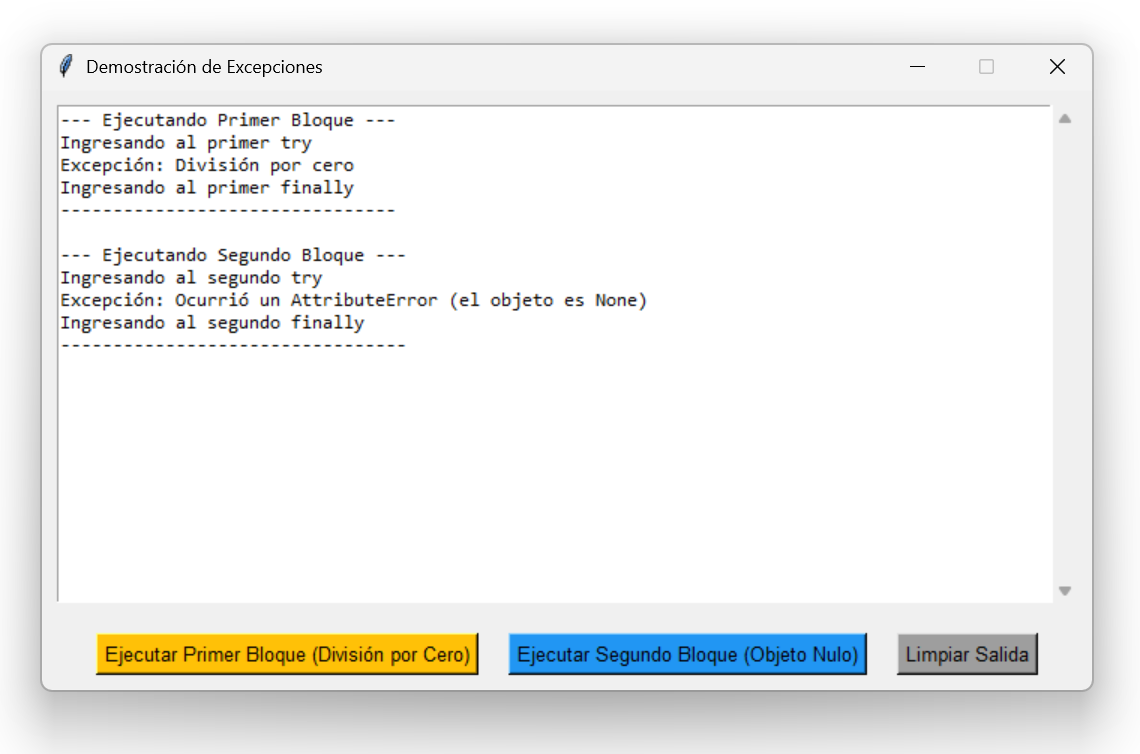 Demostración de Excepciones
--- Ejecutando Primer Bloque ---
Ingresando al primer try
Excepción: División por cero
Ingresando al primer finally
--------------------------------
--- Ejecutando Segundo Bloque ---
Ingresando al segundo try
Excepción: Ocurrió un AttributeError (el objeto es None)
Ingresando al segundo finally
---------------------------------
Ejecutar Primer Bloque (División por Cero)
Ejecutar Segundo Bloque (Objeto Nulo)
Limpiar Salida